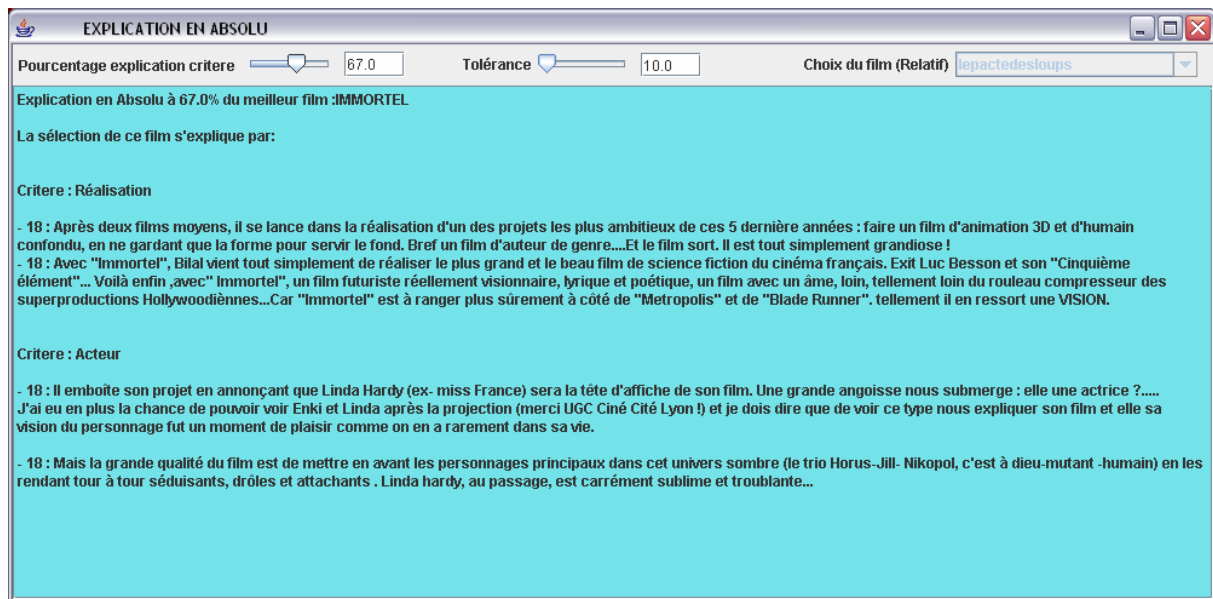 EXPLICATION EN ABSOLU
Pourcentage explication critere 67.0 Tolérance 10.0 Choix du film (Relatif) lepactedesloups
Explication en Absolu à 67.0% du meilleur film :IMMORTEL
La sélection de ce film s'explique par:
Critere : Réalisation
- 18 : Après deux films moyens, il se lance dans la réalisation d'un des projets les plus ambitieux de ces 5 dernière années : faire un film d'animation 3D et d'humain
confondu, en ne gardant que la forme pour servir le fond. Bref un film d'auteur de genre....Et le film sort. Il est tout simplement grandiose !
- 18 : Avec "Immortel", Bilal vient tout simplement de réaliser le plus grand et le beau film de science fiction du cinéma français. Exit Luc Besson et son "Cinquième
élément"... Voilà enfin ,avec" Immortel", un film futuriste réellement visionnaire, lyrique et poétique, un film avec un âme, loin, tellement loin du rouleau compresseur des
superproductions Hollywoodiènnes...Car "Immortel" est à ranger plus sûrement à côté de "Metropolis" et de "Blade Runner". tellement il en ressort une VISION.
Critere : Acteur
- 18 : Il emboîte son projet en annonçant que Linda Hardy (ex- miss France) sera la tête d'affiche de son film. Une grande angoisse nous submerge : elle une actrice ?.....
J'ai eu en plus la chance de pouvoir voir Enki et Linda après la projection (merci UGC Ciné Cité Lyon !) et je dois dire que de voir ce type nous expliquer son film et elle sa
vision du personnage fut un moment de plaisir comme on en a rarement dans sa vie.
- 18 : Mais la grande qualité du film est de mettre en avant les personnages principaux dans cet univers sombre (le trio Horus-Jill- Nikopol, c'est à dieu-mutant -humain) en les
rendant tour à tour séduisants, drôles et attachants . Linda hardy, au passage, est carrément sublime et troublante...